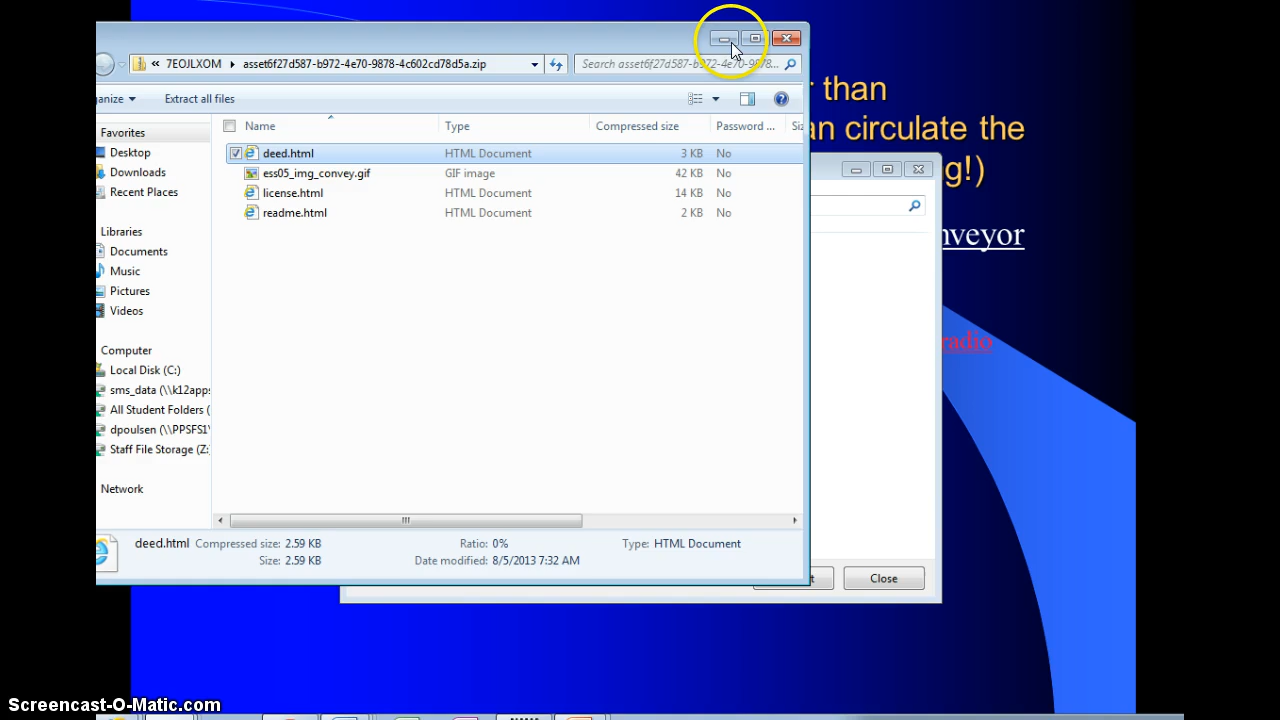 r than
an circulate the
g!)
nveyor
radio
7EOJLXOM
asset6f27d587-b972-4e70-9878-4c602cd78d5a.zip
Search asset6f27d587-b972-4e70-9878...
ganize
Extract all files
Name
Type
Compressed size
Password ...
Siz
Favorites
Desktop
Downloads
Recent Places
Libraries
Documents
Music
Pictures
Videos
Computer
Local Disk (C:)
sms_data (\\k12apps
All Student Folders (
dpoulsen (\\PPSFS1\
Staff File Storage (Z:
Network
deed.html HTML Document 3 KB No
ess05_img_convey.gif GIF image 42 KB No
license.html HTML Document 14 KB No
readme.html HTML Document 2 KB No
deed.html Compressed size: 2.59 KB Ratio: 0% Type: HTML Document
Size: 2.59 KB Date modified: 8/5/2013 7:32 AM
t
Close
Screencast-O-Matic.com